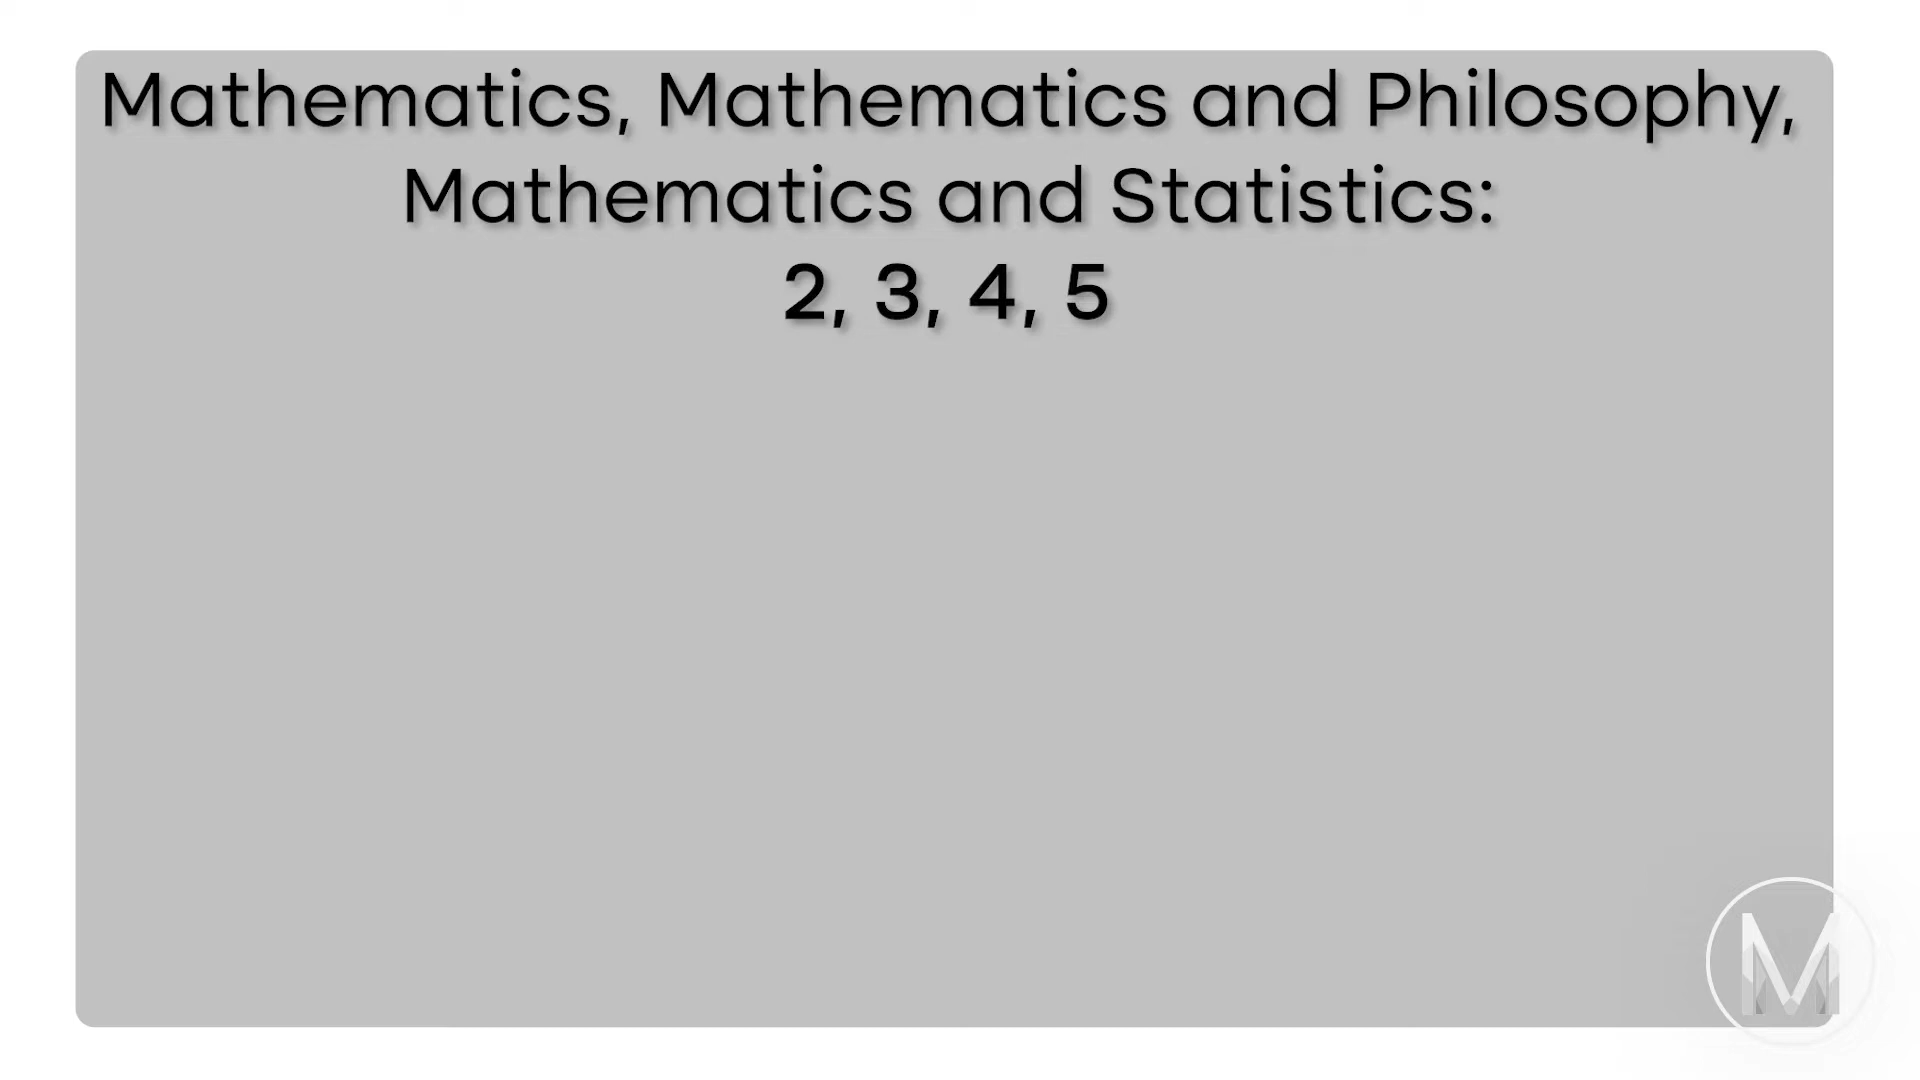 Mathematics, Mathematics and Philosophy,
Mathematics and Statistics:
2, 3, 4, 5
M